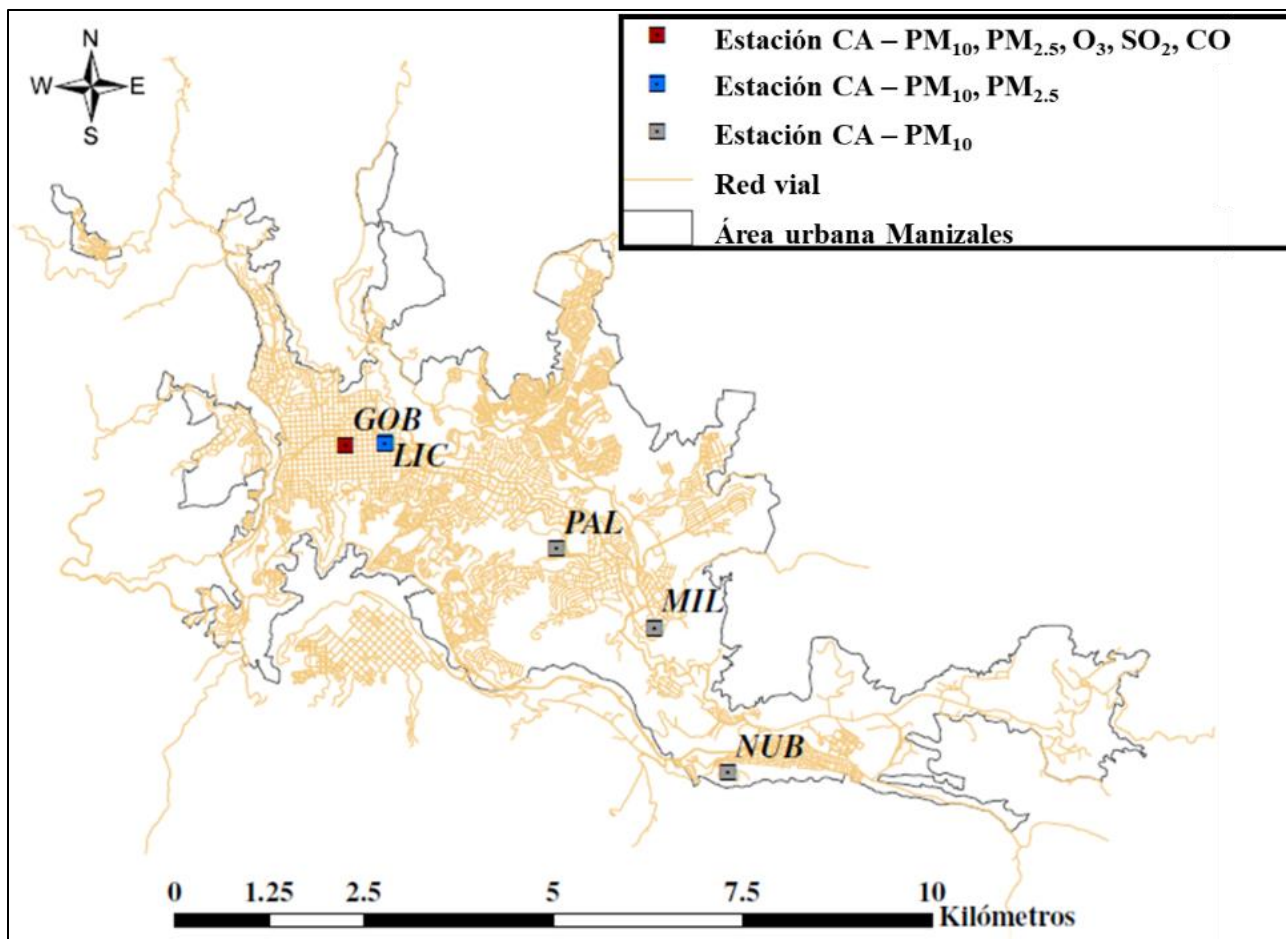 N
W E
S
Estación CA – PM₁₀, PM₂.₅, O₃, SO₂, CO
Estación CA – PM₁₀, PM₂.₅
Estación CA – PM₁₀
Red vial
Área urbana Manizales
GOB
LIC
PAL
MIL
NUB
0 1.25 2.5 5 7.5 10
Kilómetros